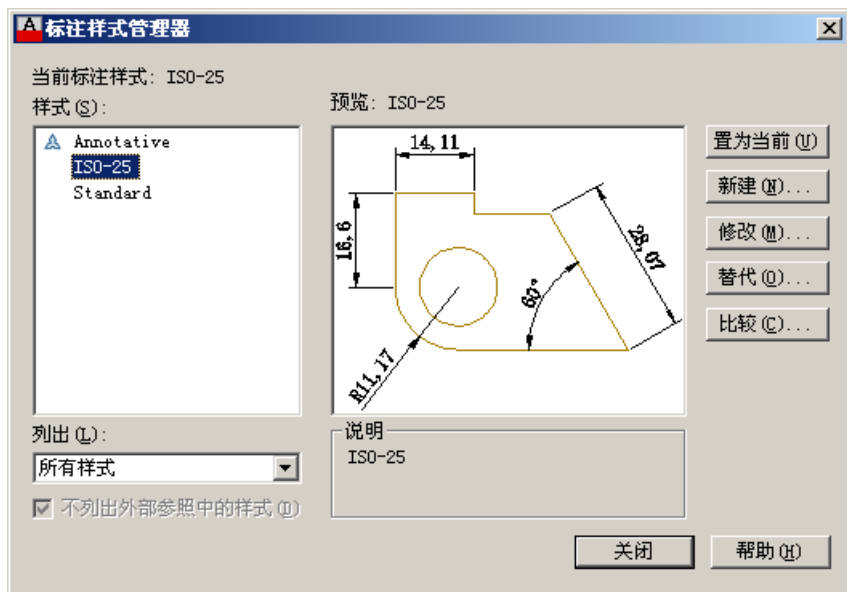 标注样式管理器
当前标注样式: ISO-25
样式(S):
Annotative
ISO-25
Standard
预览: ISO-25
14,11
16,6
28,07
60°
R11,17
置为当前(U)
新建(N)...
修改(M)...
替代(O)...
比较(C)...
列出(L):
所有样式
不列出外部参照中的样式(D)
说明
ISO-25
关闭
帮助(H)